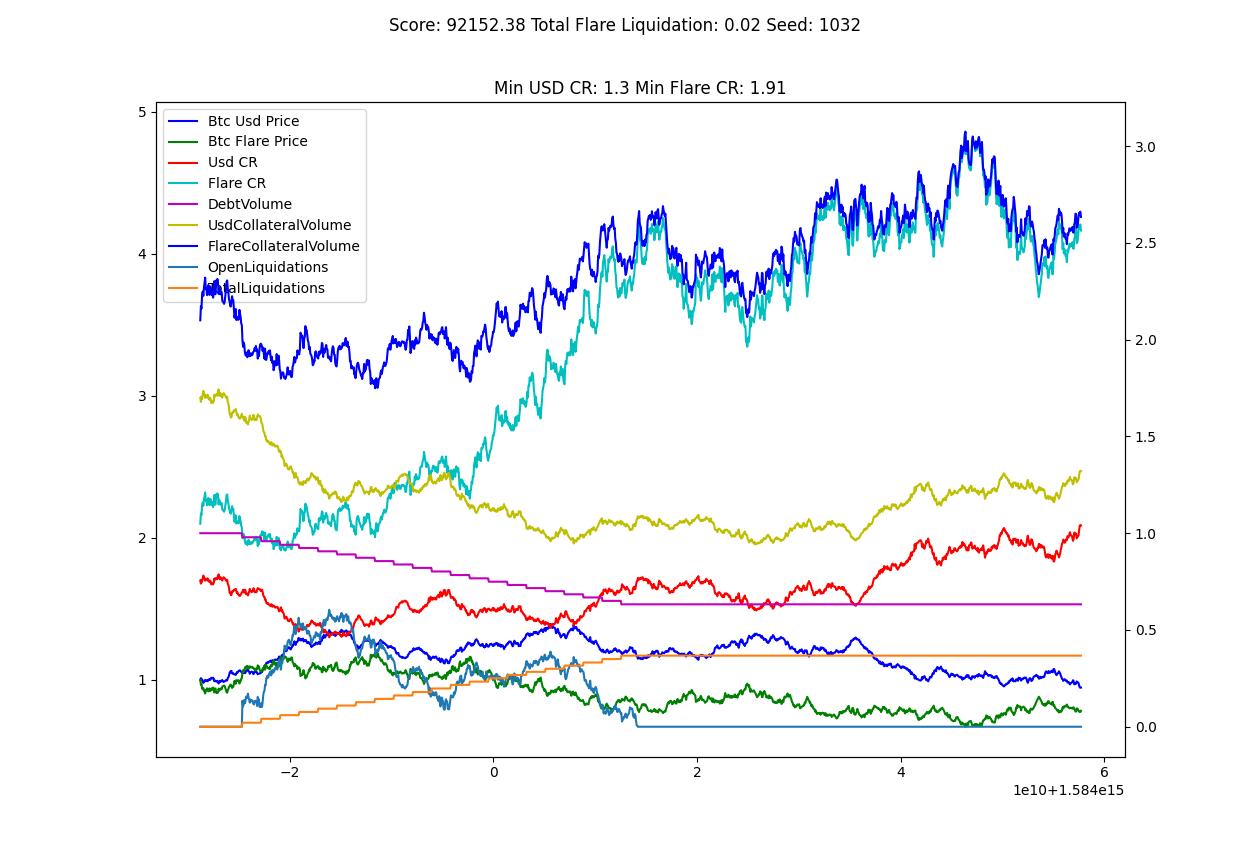 Score: 92152.38 Total Flare Liquidation: 0.02 Seed: 1032
Min USD CR: 1.3 Min Flare CR: 1.91
Btc Usd Price
Btc Flare Price
Usd CR
Flare CR
DebtVolume
UsdCollateralVolume
FlareCollateralVolume
OpenLiquidations
TotalLiquidations
5
4
3
2
1
3.0
2.5
2.0
1.5
1.0
0.5
0.0
−2
0
2
4
6
1e10+1.584e15